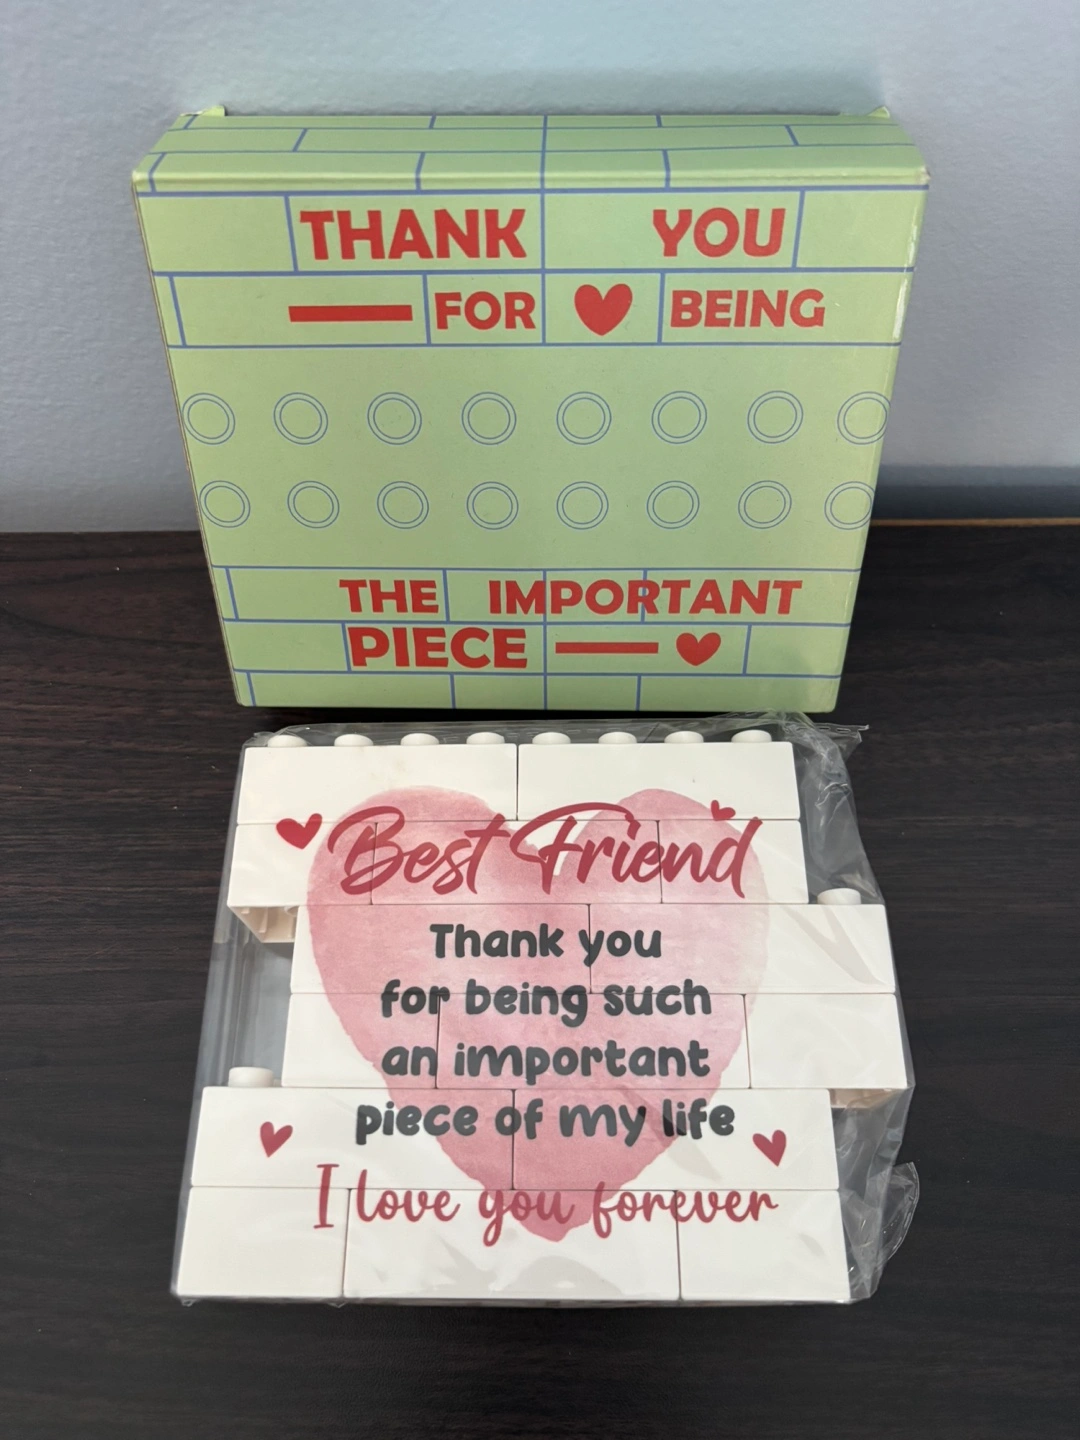 THANK YOU
FOR BEING
THE IMPORTANT
PIECE
Best Friend
Thank you
for being such
an important
piece of my life
I love you forever